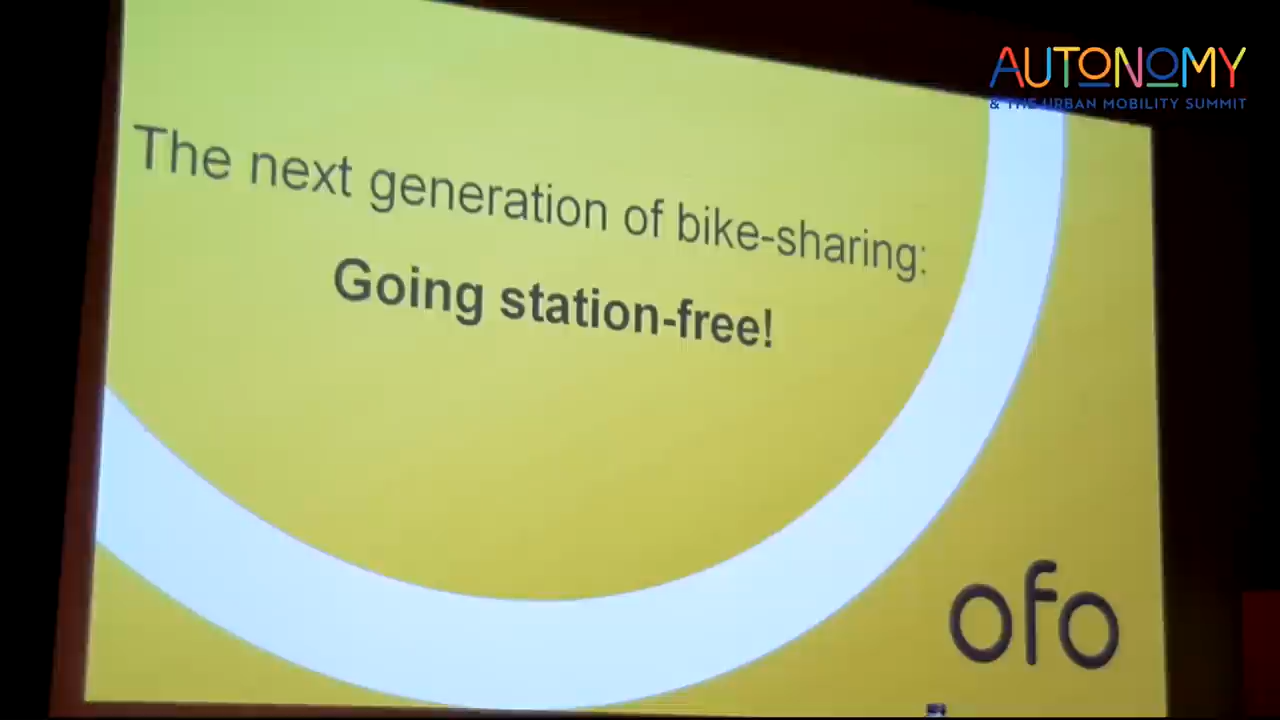 AUTONOMY
& THE URBAN MOBILITY SUMMIT
The next generation of bike-sharing:
Going station-free!
ofo